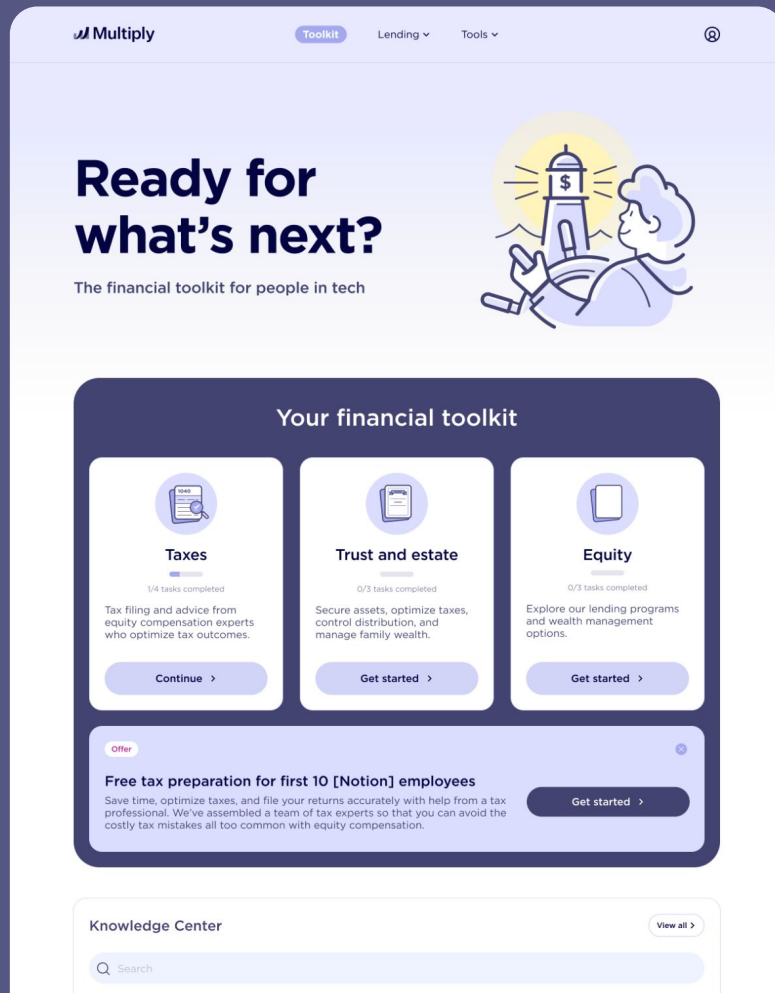 Multiply
Toolkit
Lending
Tools
Ready for
what's next?
The financial toolkit for people in tech
$
Your financial toolkit
1040
Taxes
1/4 tasks completed
Tax filing and advice from
equity compensation experts
who optimize tax outcomes.
Continue >
Trust and estate
0/3 tasks completed
Secure assets, optimize taxes,
control distribution, and
manage family wealth.
Get started >
Equity
0/3 tasks completed
Explore our lending programs
and wealth management
options.
Get started >
Offer
Free tax preparation for first 10 [Notion] employees
Save time, optimize taxes, and file your returns accurately with help from a tax
professional. We've assembled a team of tax experts so that you can avoid the
costly tax mistakes all too common with equity compensation.
Get started >
Knowledge Center
View all >
Search